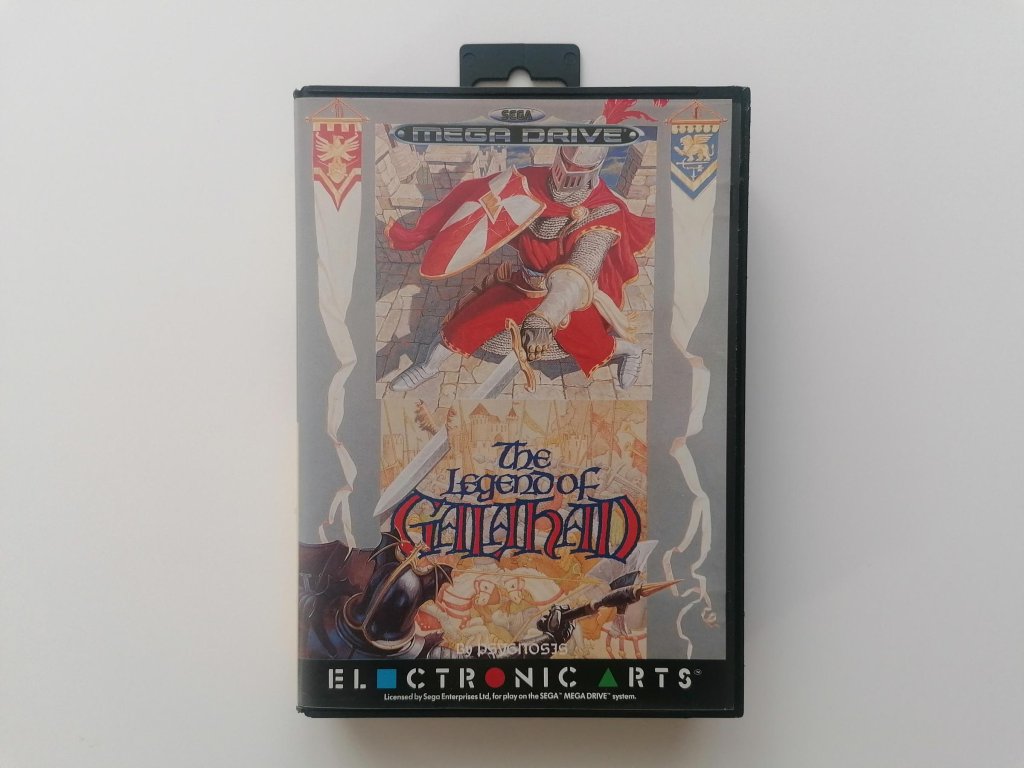 SEGA
MEGA DRIVE
The
Legend of
GALAHAD
By PSYGNOSIS
ELECTRONIC ARTS®
Licensed by Sega Enterprises Ltd, for play on the SEGA™ MEGA DRIVE™ system.